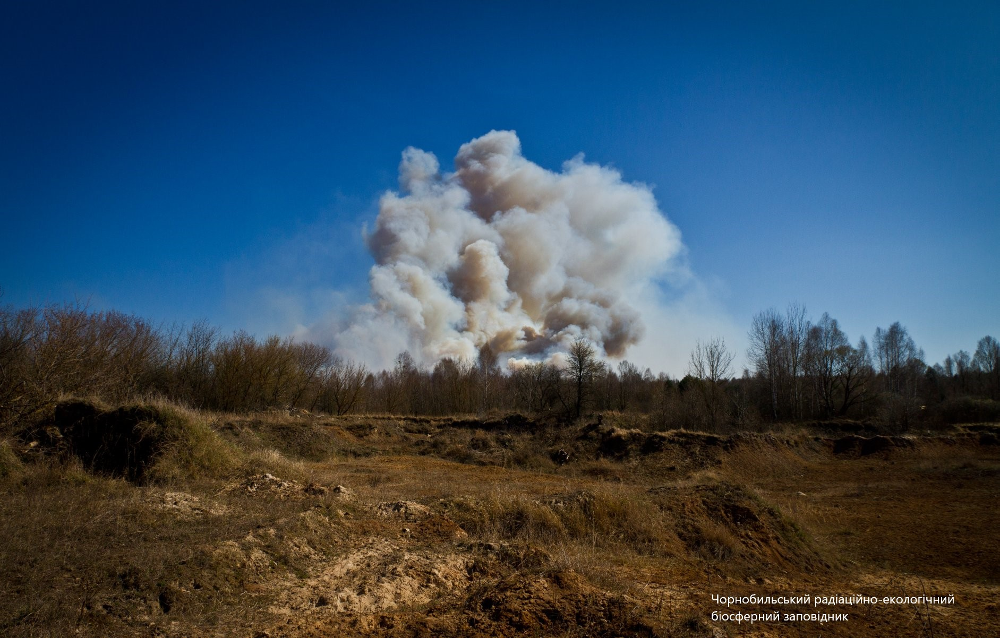 Чорнобильський радіаційно-екологічний
біосферний заповідник